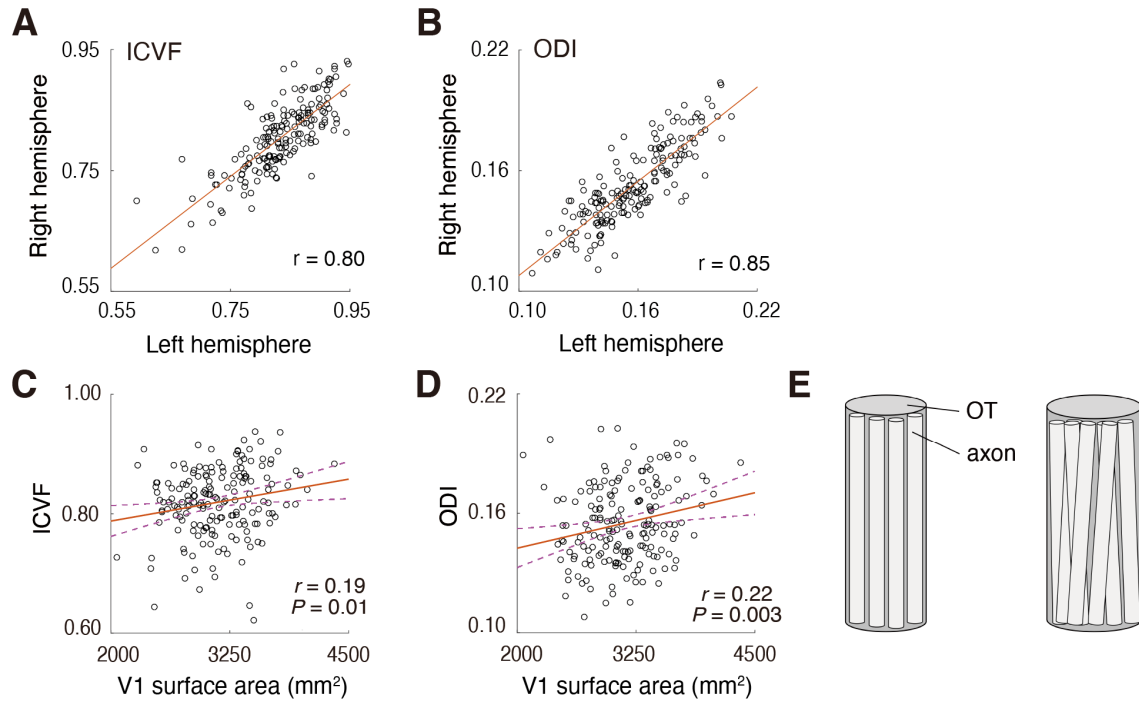 A
ICVF
0.95
0.75
0.55
Right hemisphere
r = 0.80
0.55
0.75
0.95
Left hemisphere
B
ODI
0.22
0.16
0.10
Right hemisphere
r = 0.85
0.10
0.16
0.22
Left hemisphere
C
1.00
0.80
0.60
ICVF
r = 0.19
P = 0.01
2000
3250
4500
V1 surface area (mm²)
D
0.22
0.16
0.10
ODI
r = 0.22
P = 0.003
2000
3250
4500
V1 surface area (mm²)
E
OT
axon